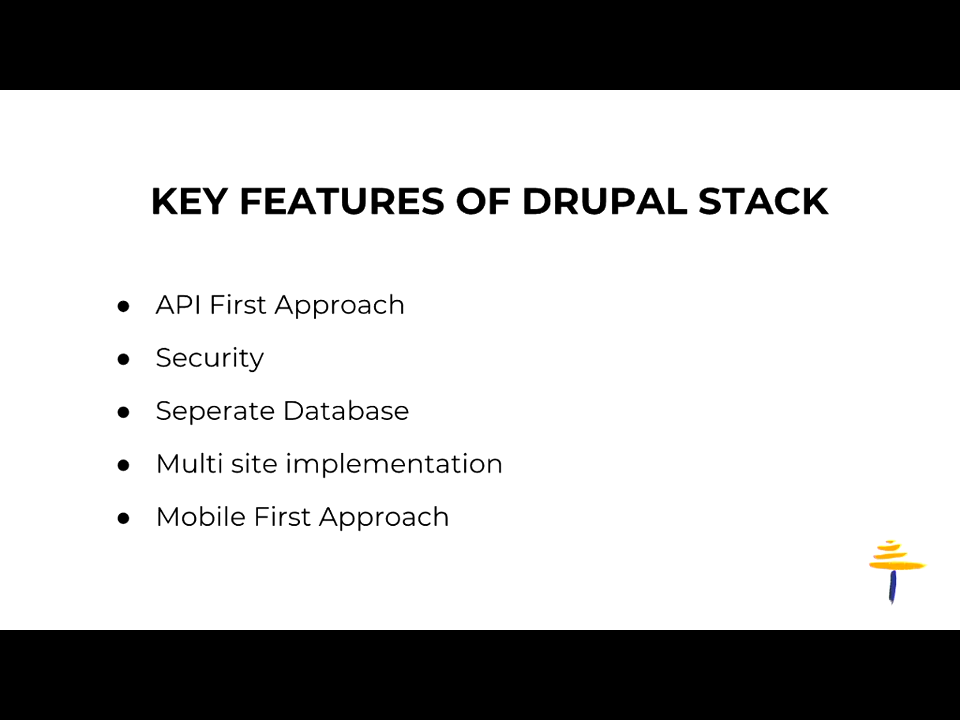 KEY FEATURES OF DRUPAL STACK
● API First Approach
● Security
● Seperate Database
● Multi site implementation
● Mobile First Approach